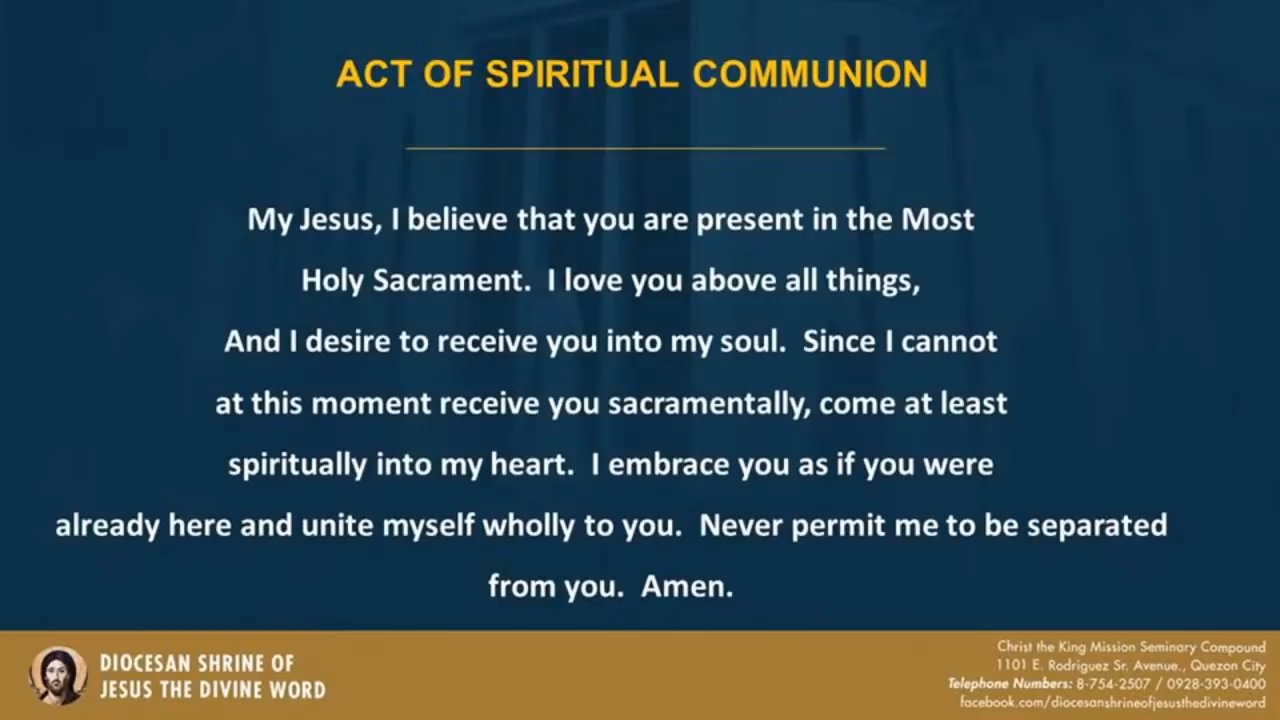 ACT OF SPIRITUAL COMMUNION
My Jesus, I believe that you are present in the Most
Holy Sacrament. I love you above all things,
And I desire to receive you into my soul. Since I cannot
at this moment receive you sacramentally, come at least
spiritually into my heart. I embrace you as if you were
already here and unite myself wholly to you. Never permit me to be separated
from you. Amen.
DIOCESAN SHRINE OF
JESUS THE DIVINE WORD
Christ the King Mission Seminary Compound
1101 E. Rodriguez Sr. Avenue., Quezon City
Telephone Numbers: 8-754-2507 / 0928-393-0400
facebook.com/diocesanshrineofjesusthedivineword